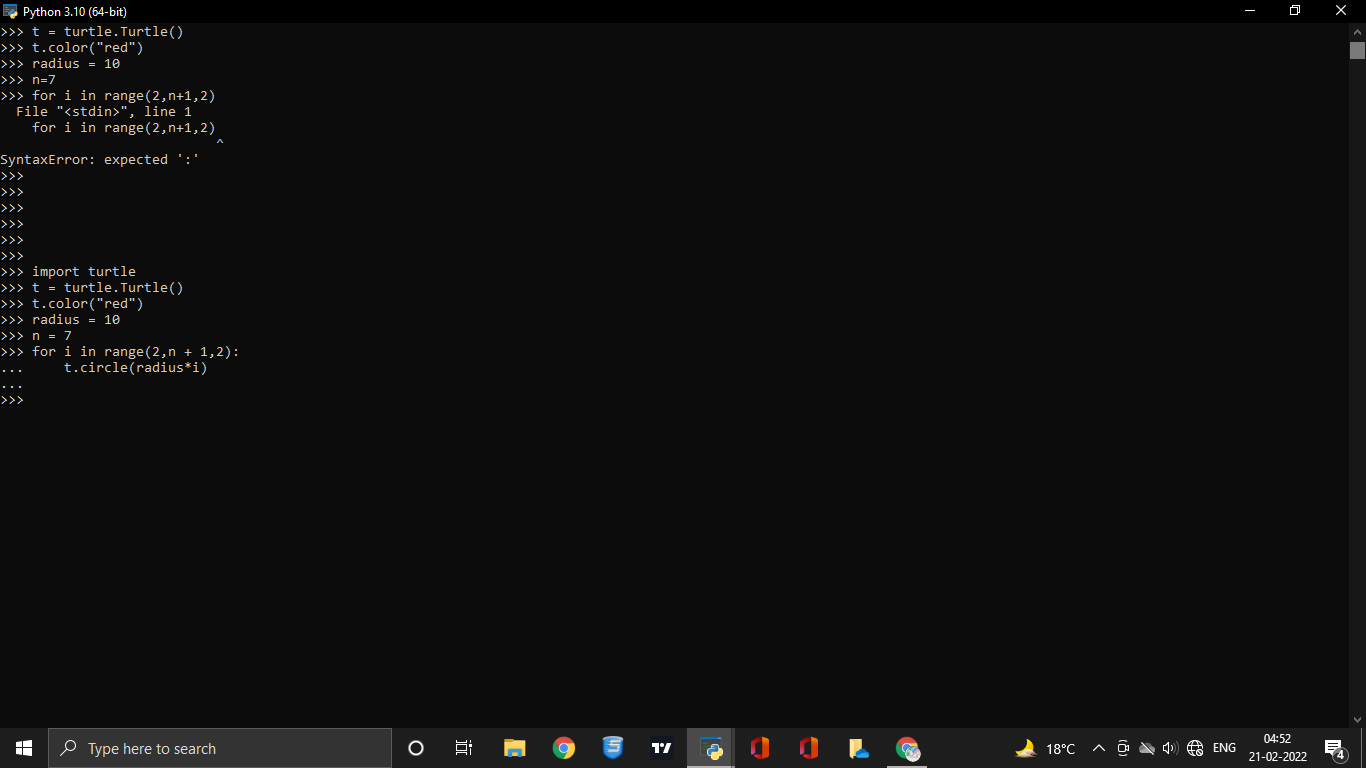 Python 3.10 (64-bit)
>>> t = turtle.Turtle()
>>> t.color("red")
>>> radius = 10
>>> n=7
>>> for i in range(2,n+1,2)
  File "<stdin>", line 1
    for i in range(2,n+1,2)
                           ^
SyntaxError: expected ':'
>>>
>>>
>>>
>>>
>>>
>>>
>>> import turtle
>>> t = turtle.Turtle()
>>> t.color("red")
>>> radius = 10
>>> n = 7
>>> for i in range(2,n + 1,2):
...     t.circle(radius*i)
...
>>>
Type here to search
18°C
ENG
04:52
21-02-2022
4